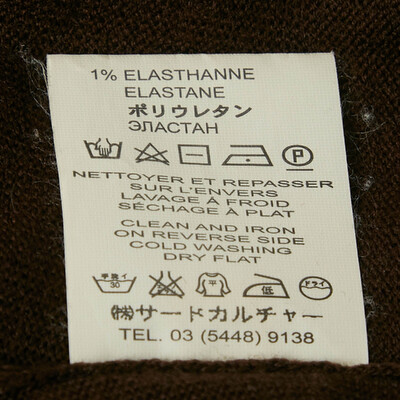 1% ELASTHANNE
ELASTANE
ポリウレタン
ЭЛАСТАН
P
NETTOYER ET REPASSER
SUR L'ENVERS
LAVAGE À FROID
SÉCHAGE À PLAT
CLEAN AND IRON
ON REVERSE SIDE
COLD WASHING
DRY FLAT
手洗イ 30 平 低 ドライ
㈱サードカルチャー
TEL. 03 (5448) 9138